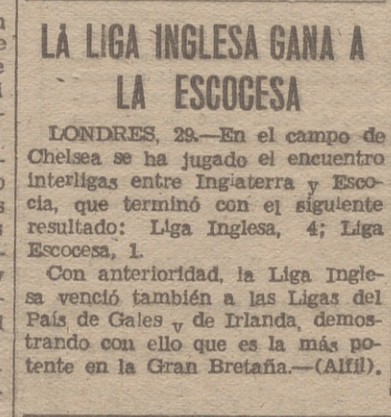 LA LIGA INGLESA GANA A
LA ESCOCESA
LONDRES, 29.—En el campo de
Chelsea se ha jugado el encuentro
interligas entre Inglaterra y Esco-
cia, que terminó con el siguiente
resultado: Liga Inglesa, 4; Liga
Escocesa, 1.
Con anterioridad, la Liga Ingle-
sa venció también a las Ligas del
País de Gales y de Irlanda, demos-
trando con ello que es la más po-
tente en la Gran Bretaña.—(Alfil).